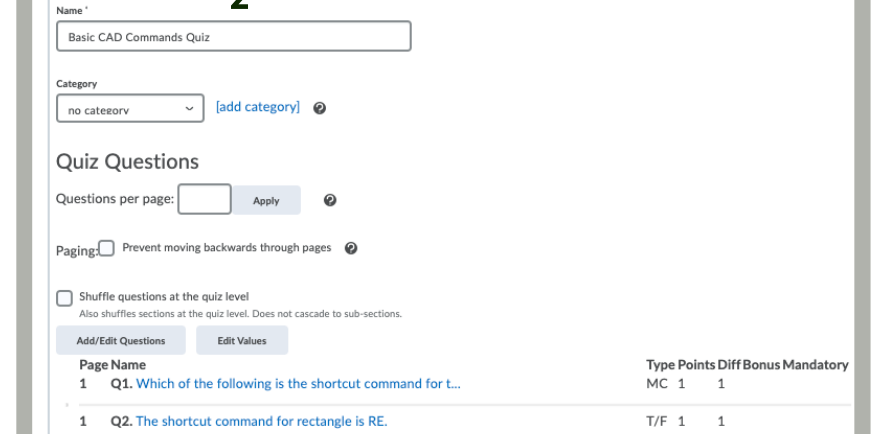 2
Name *
Basic CAD Commands Quiz
Category
no category
[add category]
Quiz Questions
Questions per page:
Apply
Paging:
Prevent moving backwards through pages
Shuffle questions at the quiz level
Also shuffles sections at the quiz level. Does not cascade to sub-sections.
Add/Edit Questions Edit Values
Page Name Type Points Diff Bonus Mandatory
1 Q1. Which of the following is the shortcut command for t... MC 1 1
1 Q2. The shortcut command for rectangle is RE. T/F 1 1